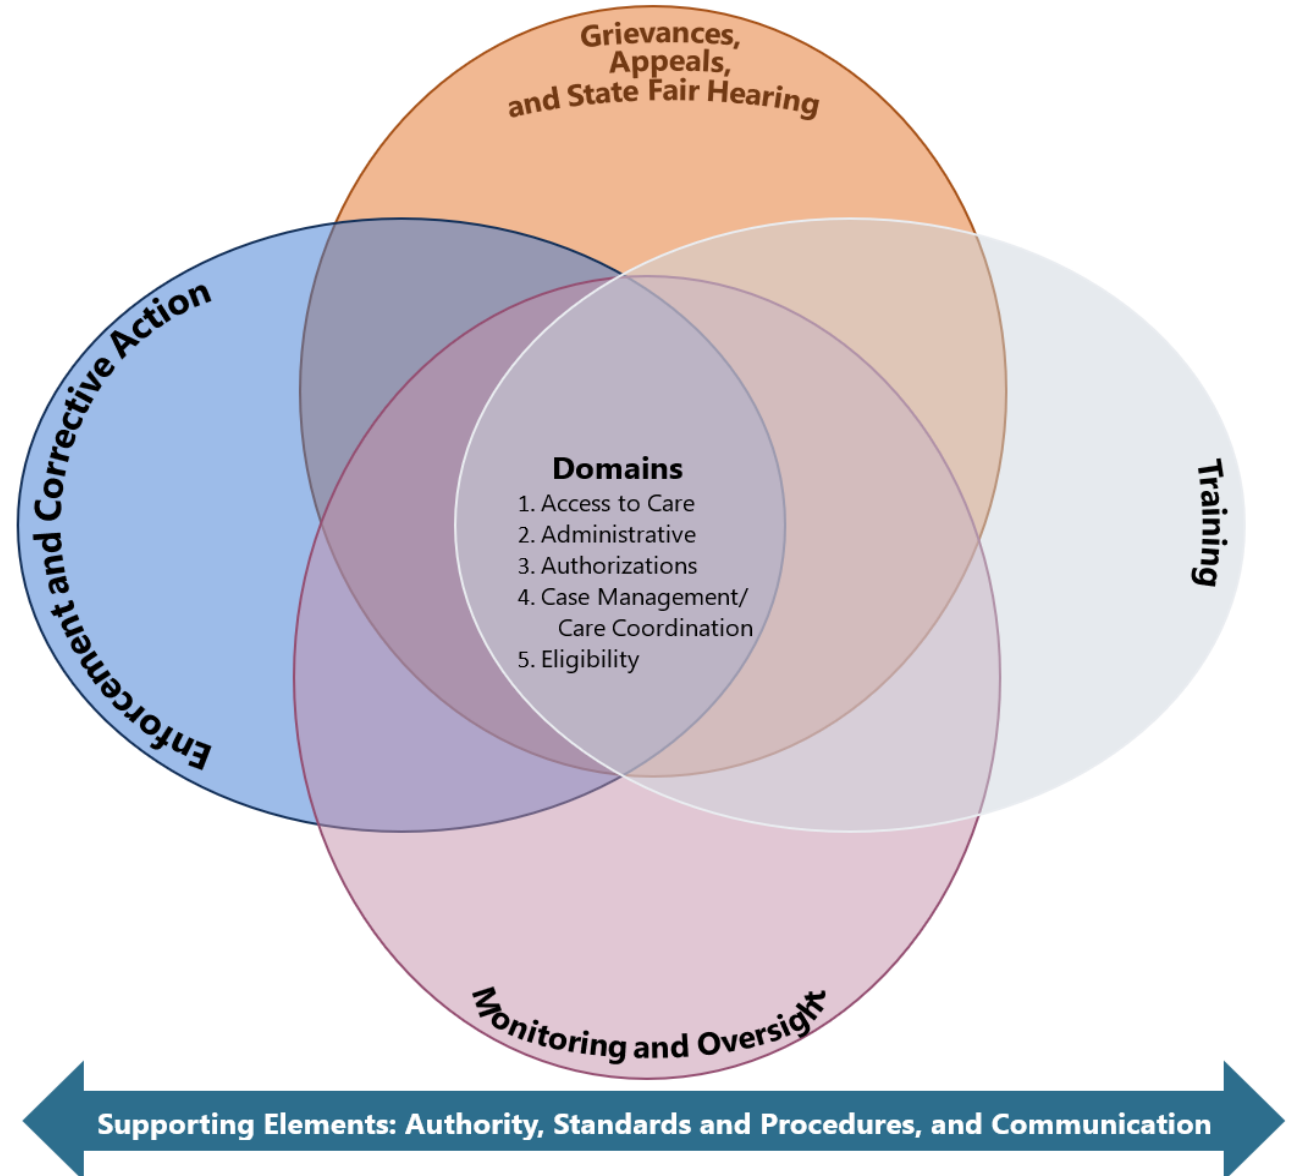 Grievances,
Appeals,
and State Fair Hearing
Enforcement and Corrective Action
Training
Domains
1. Access to Care
2. Administrative
3. Authorizations
4. Case Management/
Care Coordination
5. Eligibility
Monitoring and Oversight
Supporting Elements: Authority, Standards and Procedures, and Communication